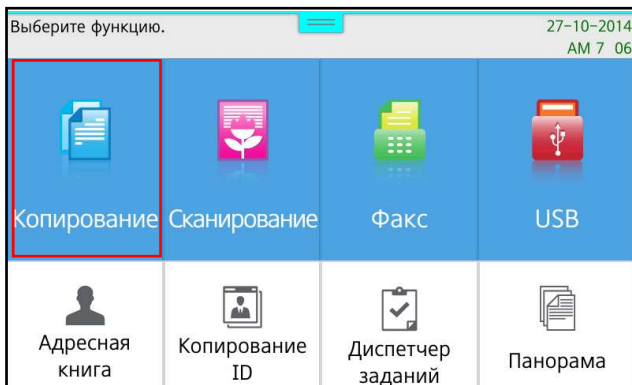 Выберите функцию.
27-10-2014
AM 7 06
Копирование
Сканирование
Факс
USB
Адресная
книга
Копирование
ID
Диспетчер
заданий
Панорама